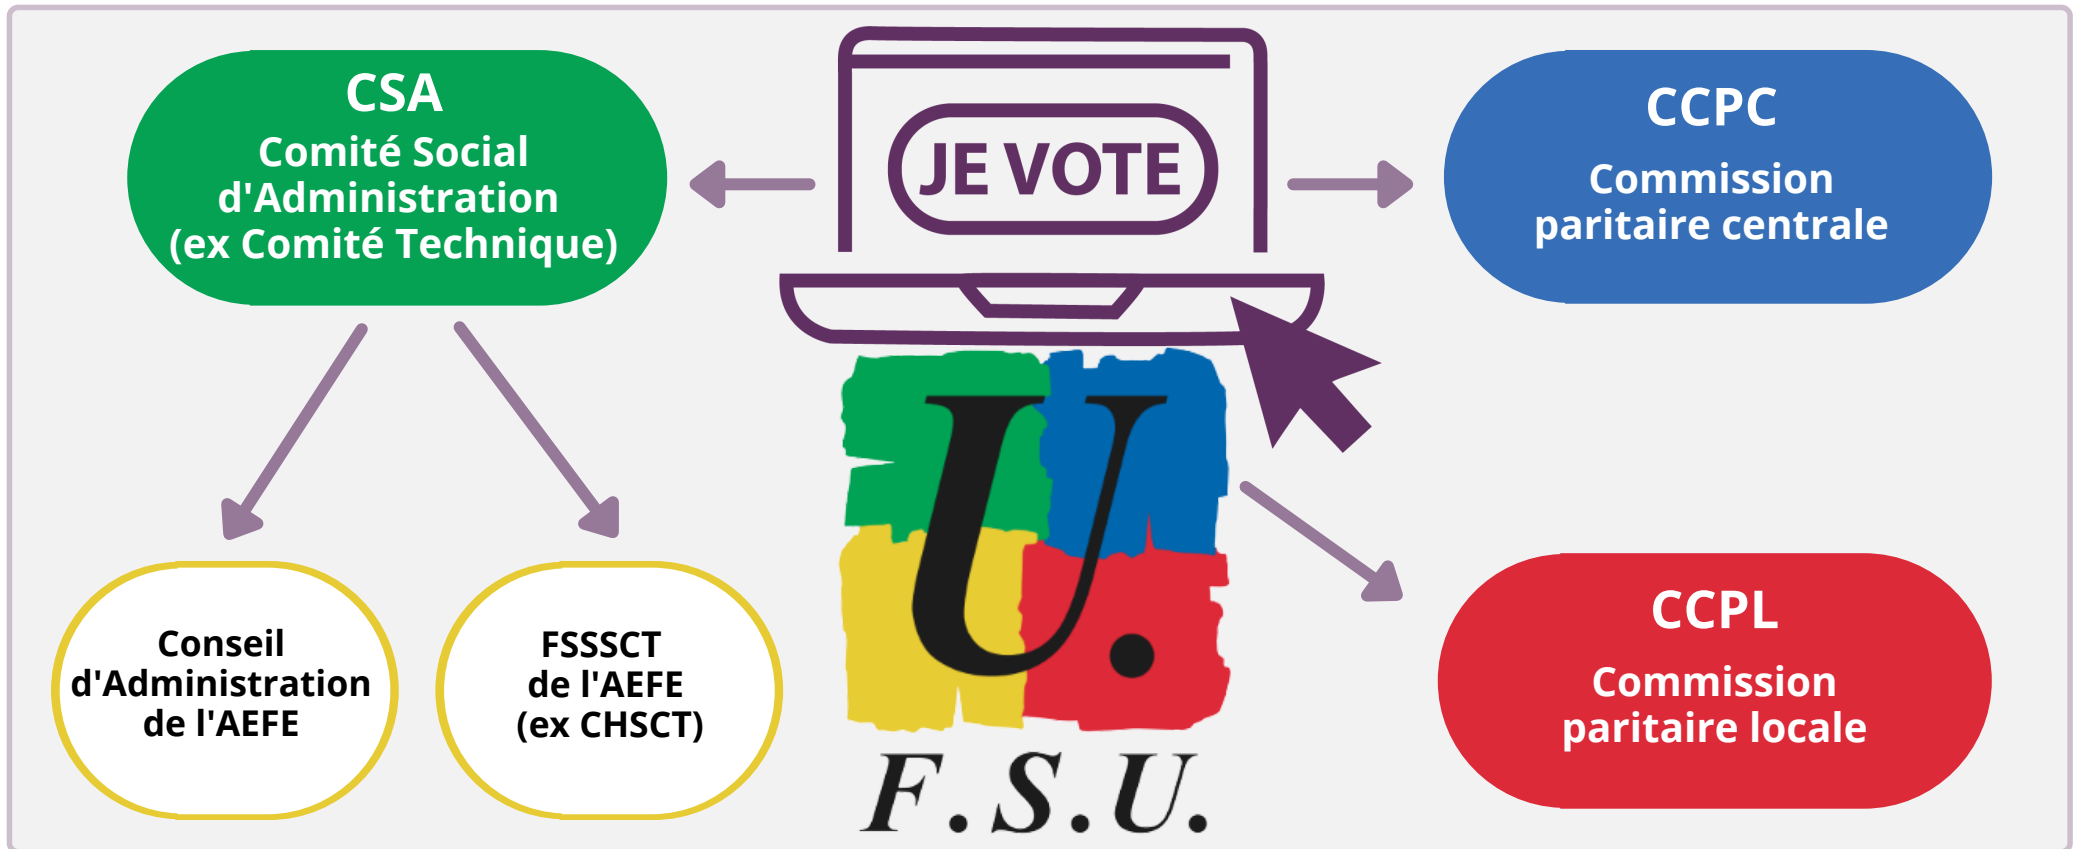 CSA
Comité Social
d'Administration
(ex Comité Technique)
JE VOTE
CCPC
Commission
paritaire centrale
Conseil
d'Administration
de l'AEFE
FSSSCT
de l'AEFE
(ex CHSCT)
U.
F.S.U.
CCPL
Commission
paritaire locale